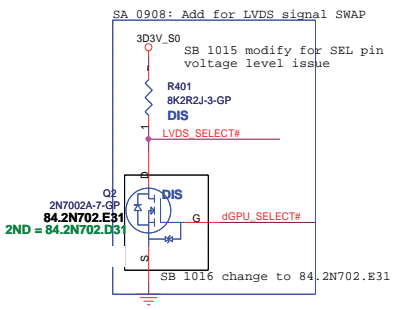 SA 0908: Add for LVDS signal SWAP
3D3V_S0
SB 1015 modify for SEL pin
voltage level issue
R401
8K2R2J-3-GP
DIS
1
LVDS_SELECT#
D
Q2
2N7002A-7-GP
DIS
84.2N702.E31
2ND = 84.2N702.D31
G
dGPU_SELECT#
S
SB 1016 change to 84.2N702.E31